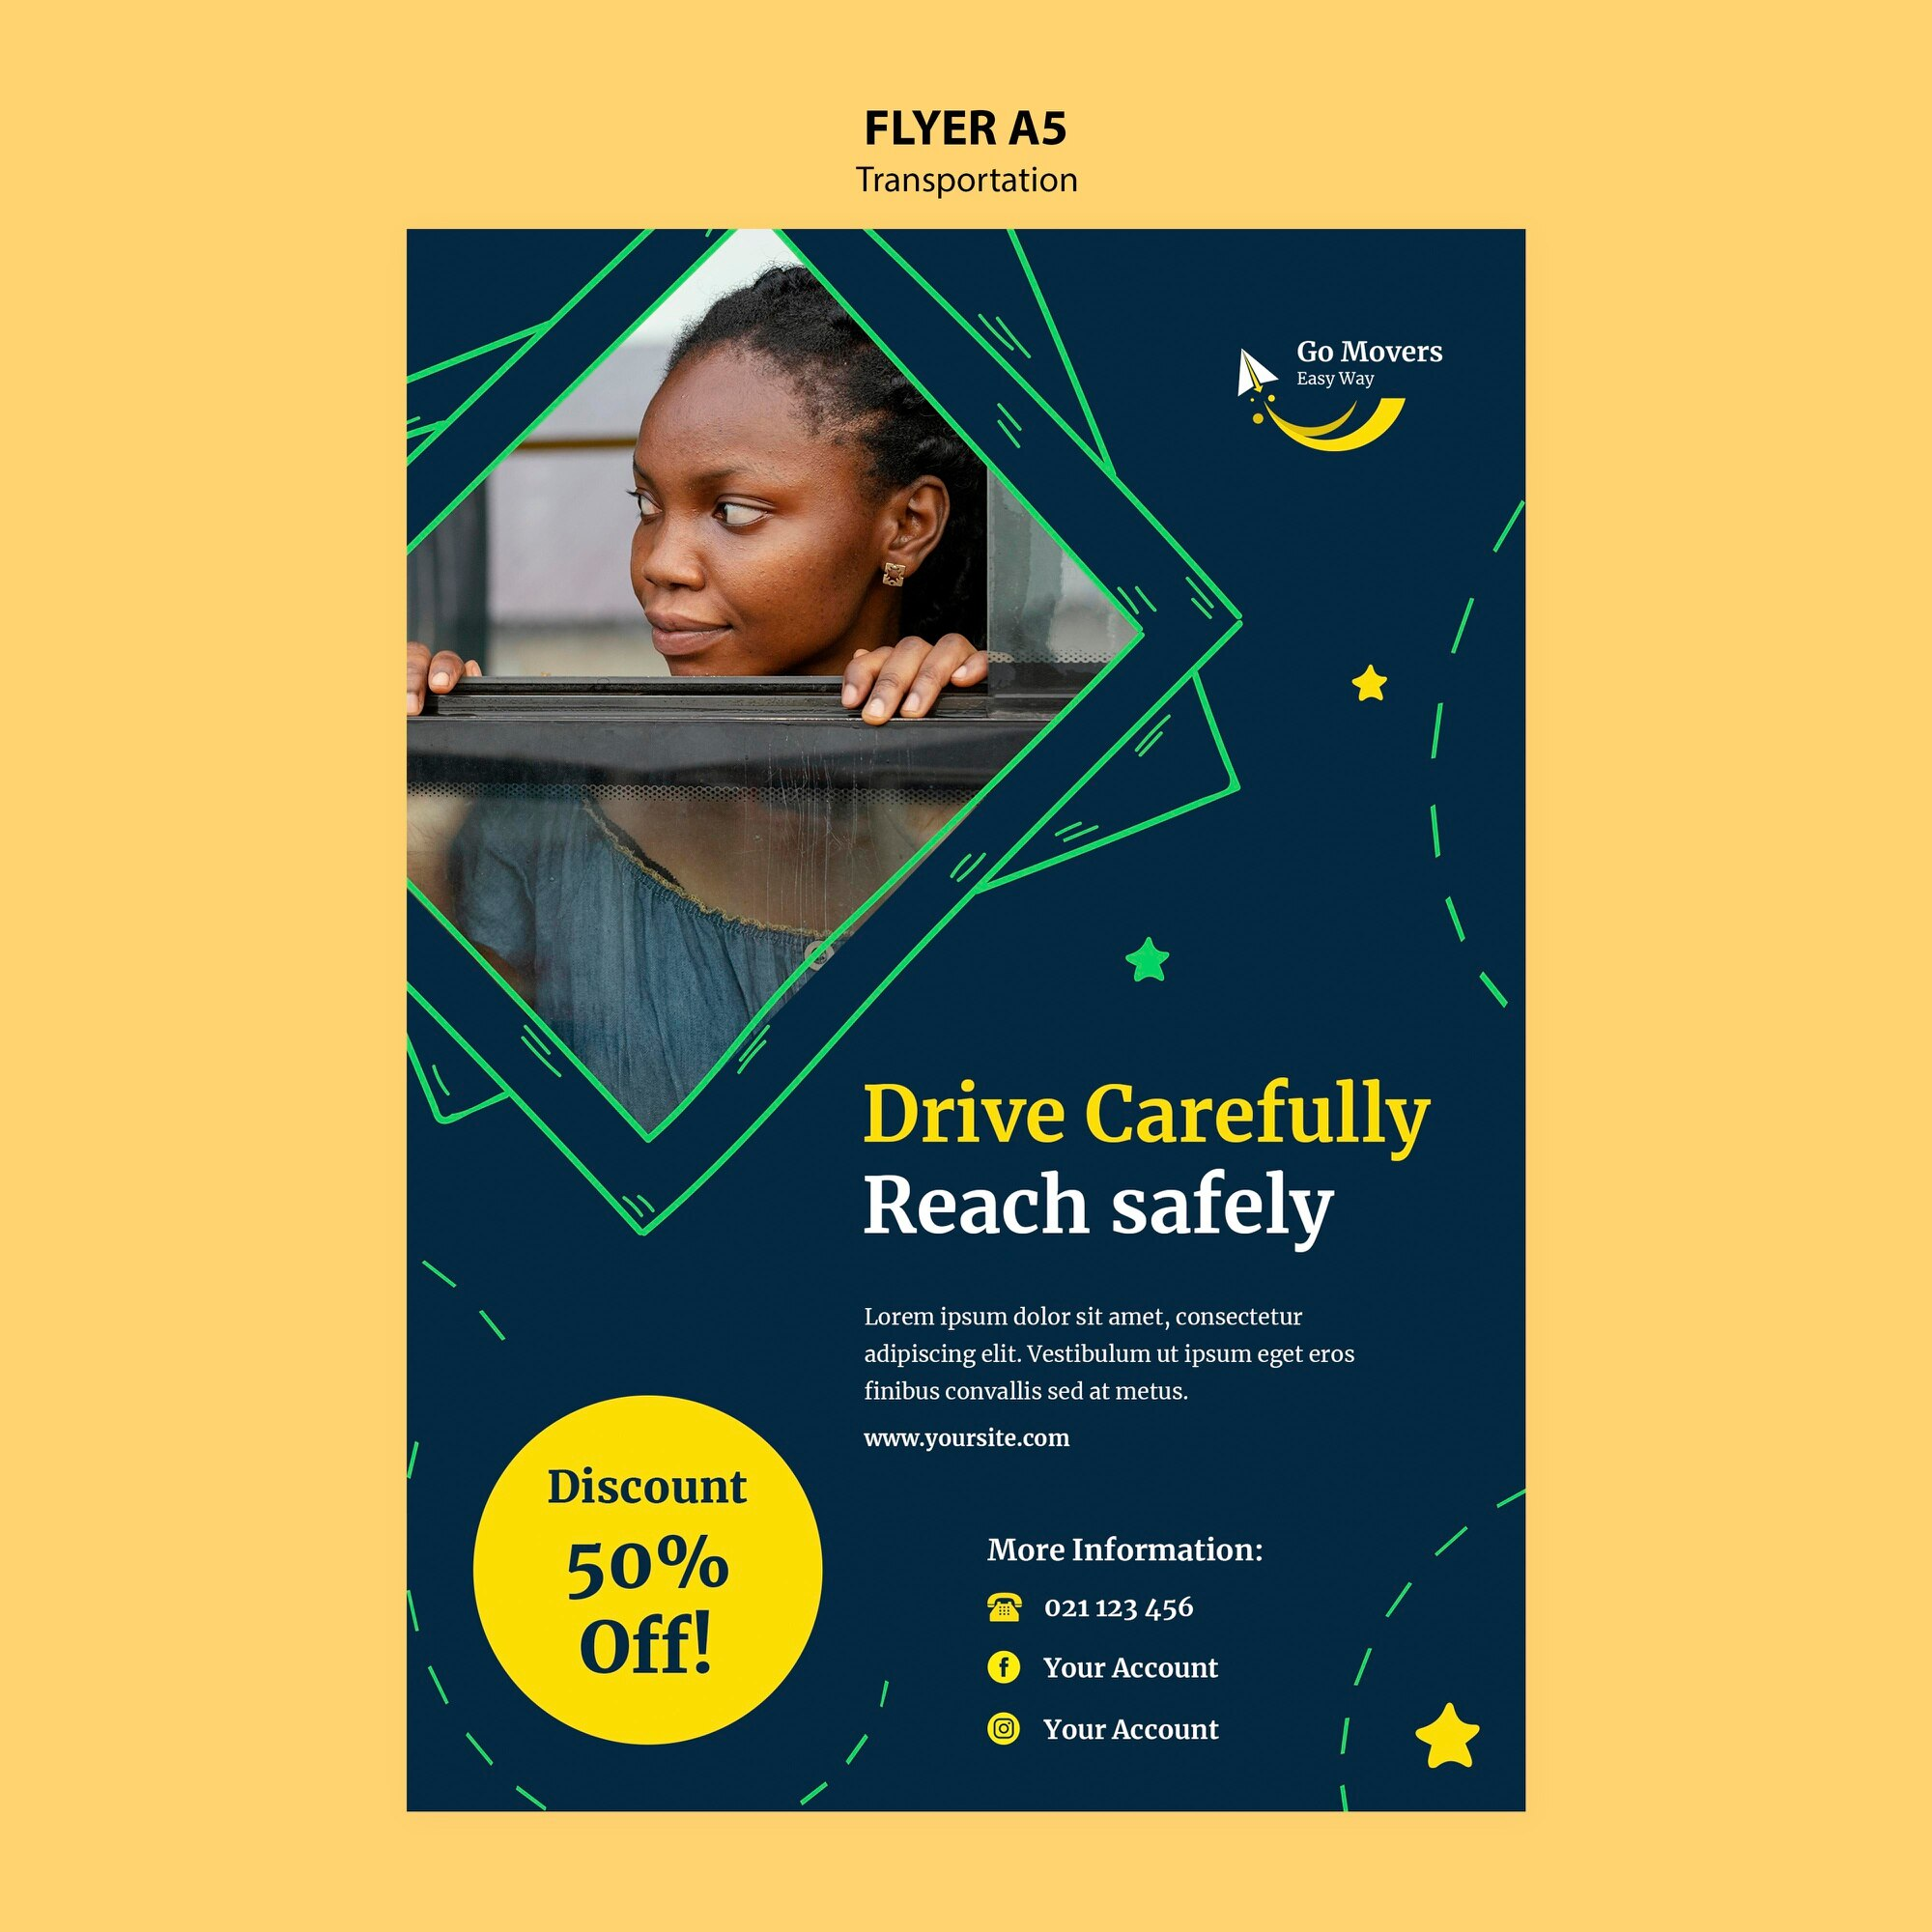 FLYER A5
Transportation
Go Movers
Easy Way
Drive Carefully
Reach safely
Lorem ipsum dolor sit amet, consectetur
adipiscing elit. Vestibulum ut ipsum eget eros
finibus convallis sed at metus.
www.yoursite.com
Discount
50%
Off!
More Information:
021 123 456
Your Account
Your Account